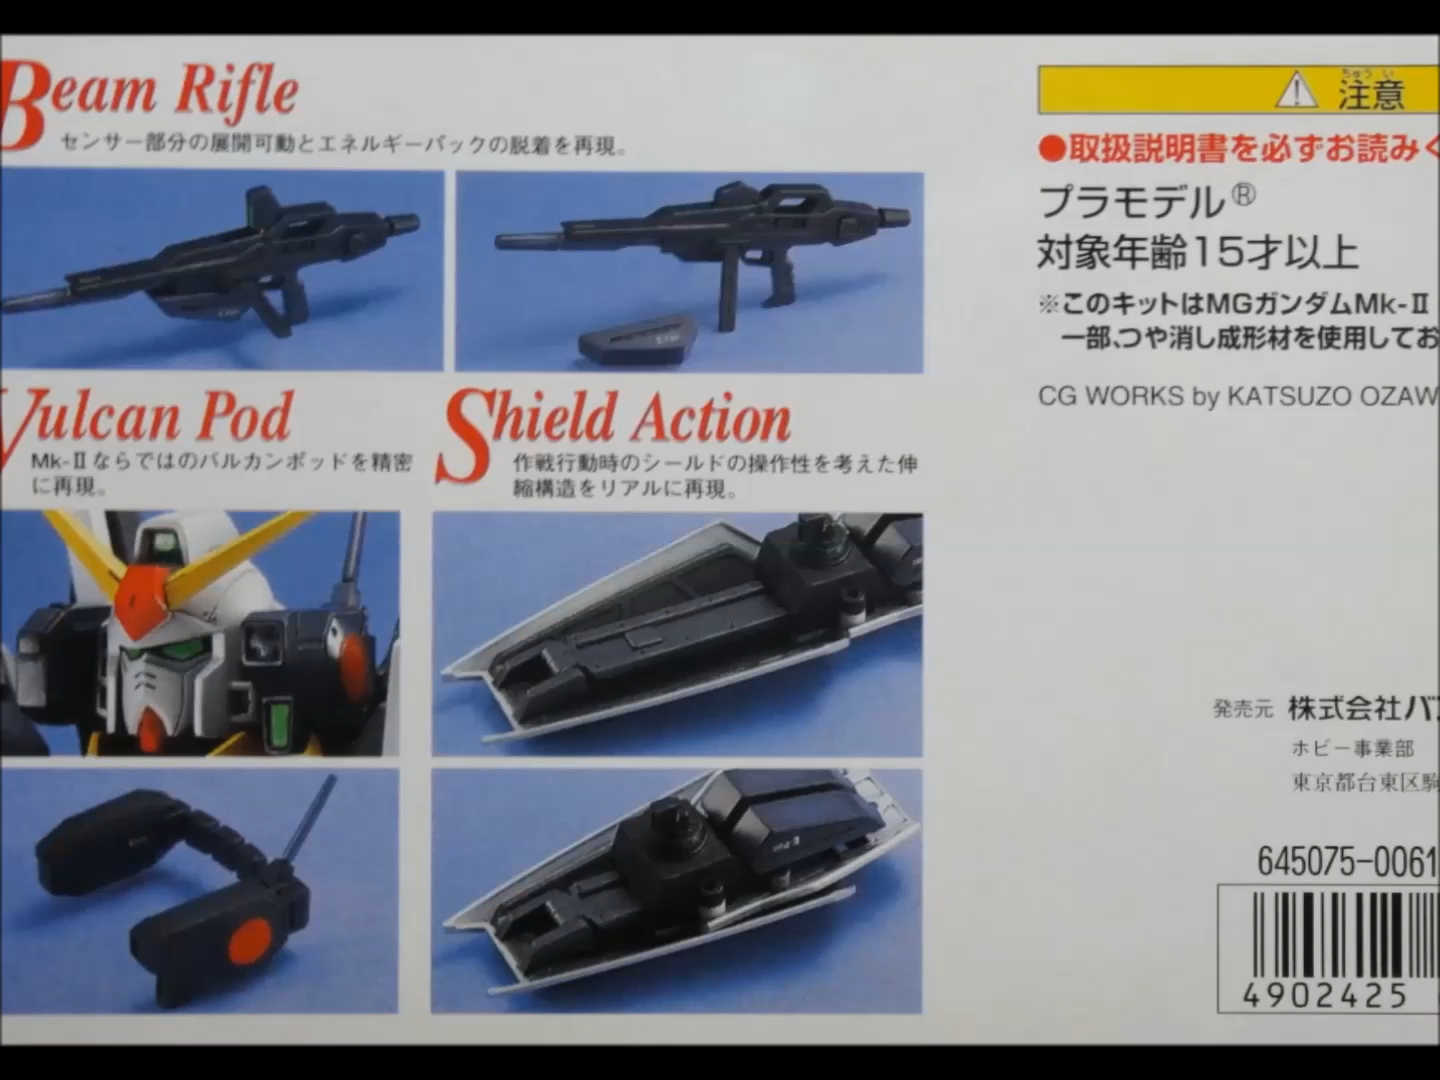 Beam Rifle
センサー部分の展開可動とエネルギーパックの脱着を再現。
Vulcan Pod
Mk-Ⅱならではのバルカンポッドを精密
に再現。
Shield Action
作戦行動時のシールドの操作性を考えた伸
縮構造をリアルに再現。
ちゅうい
注意
●取扱説明書を必ずお読みく
プラモデル®
対象年齢15才以上
※このキットはMGガンダムMk-Ⅱ
一部、つや消し成形材を使用してお
CG WORKS by KATSUZO OZAW
発売元 株式会社バン
ホビー事業部
東京都台東区駒
645075-0061
4902425